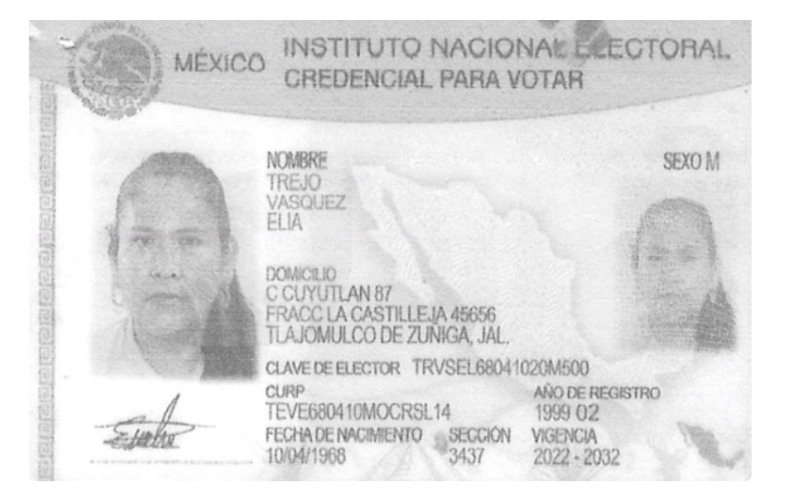 MÉXICO INSTITUTO NACIONAL ELECTORAL
CREDENCIAL PARA VOTAR
NOMBRE SEXO M
TREJO
VASQUEZ
ELIA
DOMICILIO
C CUYUTLAN 87
FRACC LA CASTILLEJA 45656
TLAJOMULCO DE ZUÑIGA, JAL.
CLAVE DE ELECTOR TRVSEL68041020M500
CURP AÑO DE REGISTRO
TEVE680410MOCRSL14 1999 02
FECHA DE NACIMIENTO SECCIÓN VIGENCIA
10/04/1968 3437 2022 - 2032